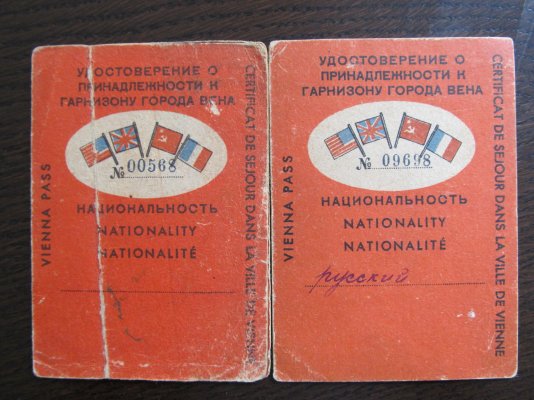 УДОСТОВЕРЕНИЕ О
ПРИНАДЛЕЖНОСТИ К
ГАРНИЗОНУ ГОРОДА ВЕНА
№ 00568
НАЦИОНАЛЬНОСТЬ
NATIONALITY
NATIONALITÉ
VIENNA PASS
CERTIFICAT DE SEJOUR DANS LA VILLE DE VIENNE
УДОСТОВЕРЕНИЕ О
ПРИНАДЛЕЖНОСТИ К
ГАРНИЗОНУ ГОРОДА ВЕНА
№ 09698
НАЦИОНАЛЬНОСТЬ
NATIONALITY
NATIONALITÉ
русский
VIENNA PASS
CERTIFICAT DE SEJOUR DANS LA VILLE DE VIENNE